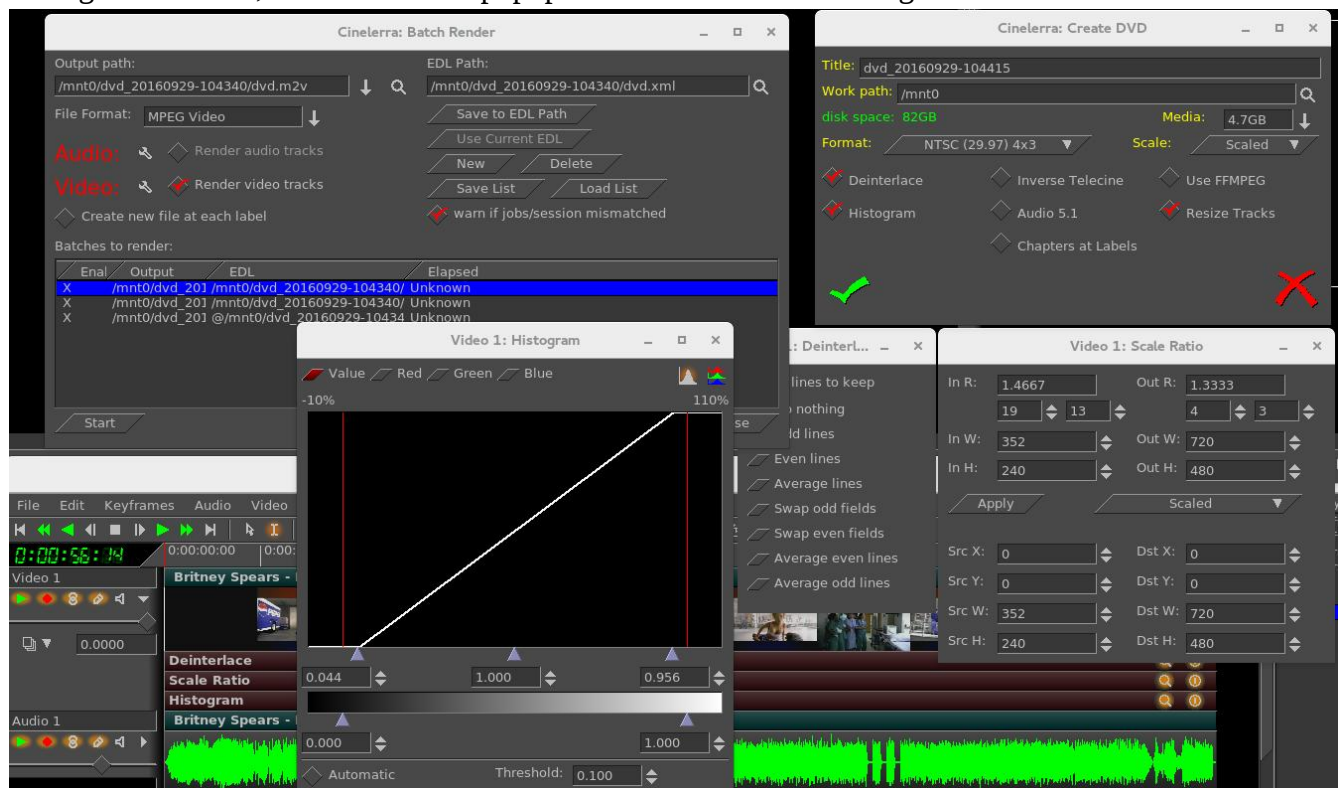 Cinelerra: Batch Render
Output path:
/mnt0/dvd_20160929-104340/dvd.m2v
EDL Path:
/mnt0/dvd_20160929-104340/dvd.xml
File Format: MPEG Video
Save to EDL Path
Use Current EDL
Audio: Render audio tracks
New Delete
Video: Render video tracks
Save List Load List
Create new file at each label
warn if jobs/session mismatched
Batches to render:
Enal Output EDL Elapsed
X /mnt0/dvd_201 /mnt0/dvd_20160929-104340/ Unknown
X /mnt0/dvd_201 /mnt0/dvd_20160929-104340/ Unknown
X /mnt0/dvd_201 @/mnt0/dvd_20160929-10434 Unknown
Start
se
Cinelerra: Create DVD
Title: dvd_20160929-104415
Work path: /mnt0
disk space: 82GB
Media: 4.7GB
Format: NTSC (29.97) 4x3
Scale: Scaled
Deinterlace Inverse Telecine Use FFMPEG
Histogram Audio 5.1 Resize Tracks
Chapters at Labels
Video 1: Histogram
Value Red Green Blue
-10% 110%
0.044 1.000 0.956
0.000 1.000
Automatic Threshold: 0.100
: Deinterl...
lines to keep
nothing
dd lines
Even lines
Average lines
Swap odd fields
Swap even fields
Average even lines
Average odd lines
Video 1: Scale Ratio
In R: 1.4667 Out R: 1.3333
19 13 4 3
In W: 352 Out W: 720
In H: 240 Out H: 480
Apply Scaled
Src X: 0 Dst X: 0
Src Y: 0 Dst Y: 0
Src W: 352 Dst W: 720
Src H: 240 Dst H: 480
File Edit Keyframes Audio Video
0:00:56:14
0:00:00:00 0:00:
Video 1
Britney Spears -
PEPSI
0.0000
Deinterlace
Scale Ratio
Histogram
Audio 1
Britney Spears -